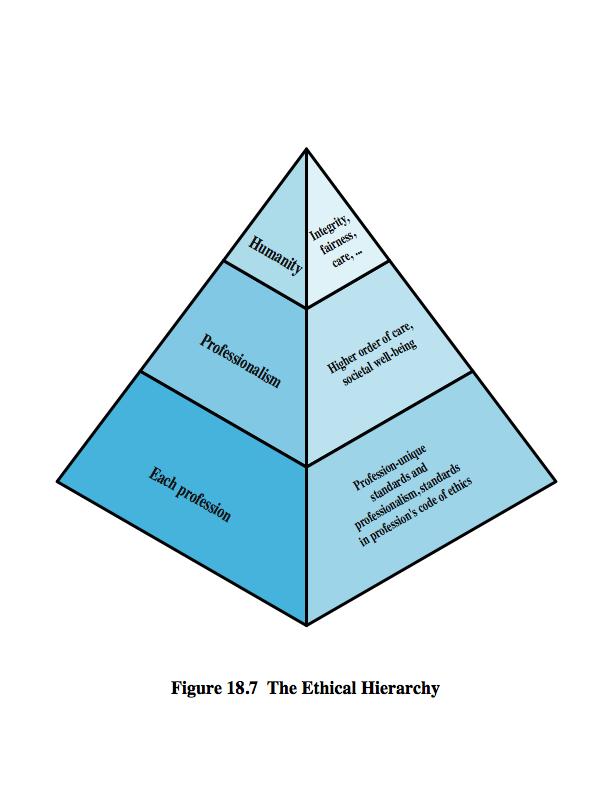 Humanity
Integrity,
fairness,
care, ...
Professionalism
Higher order of care,
societal well-being
Each profession
Profession-unique
standards and
professionalism, standards
in profession's code of ethics
Figure 18.7 The Ethical Hierarchy